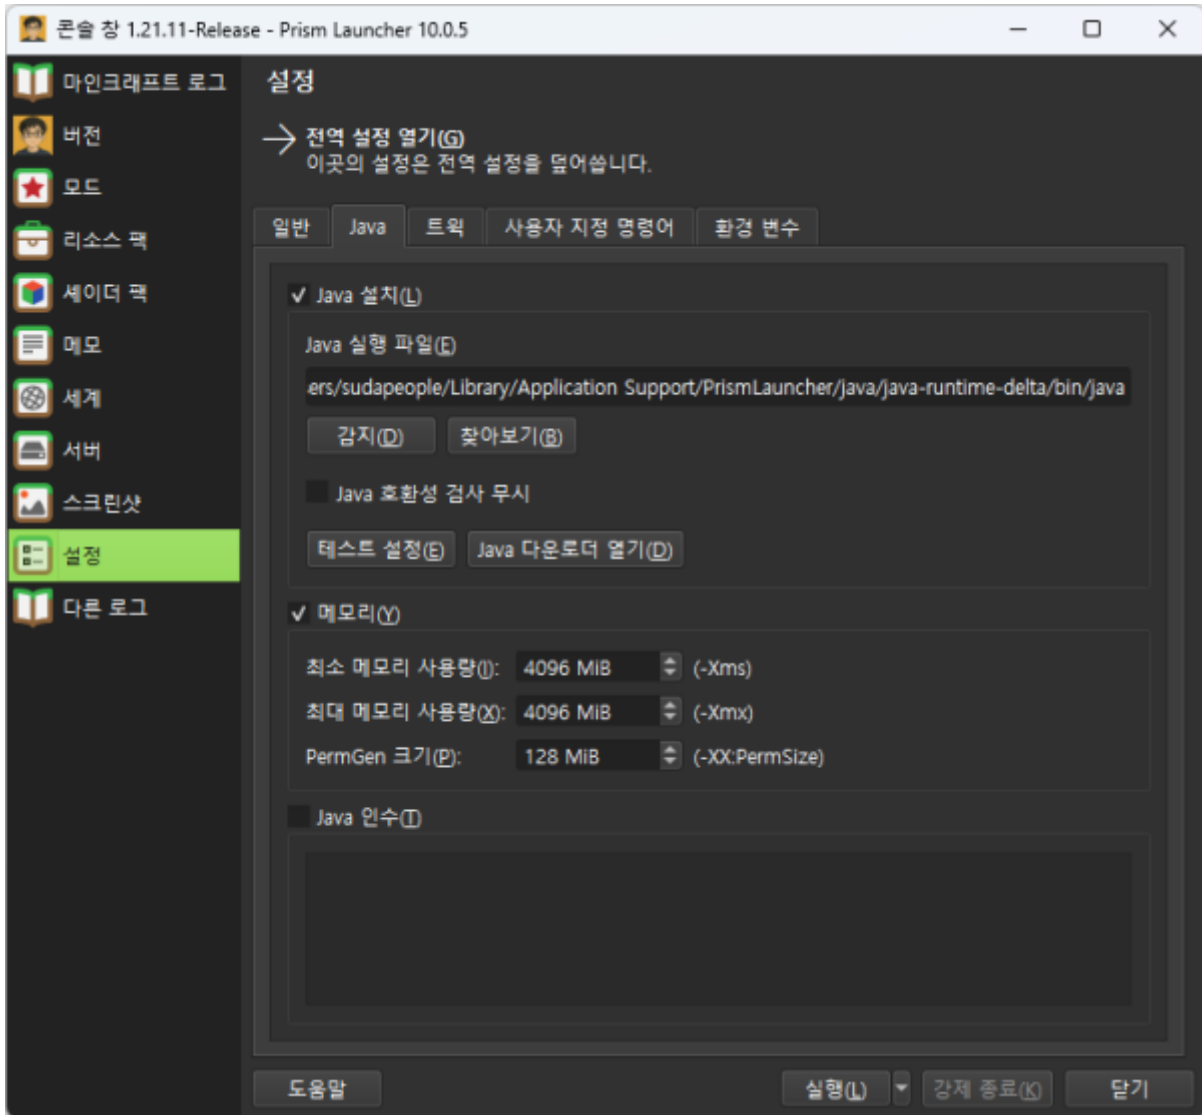 콘솔 창 1.21.11-Release - Prism Launcher 10.0.5
마인크래프트 로그
버전
모드
리소스 팩
셰이더 팩
메모
세계
서버
스크린샷
설정
다른 로그
설정
전역 설정 열기(G)
이곳의 설정은 전역 설정을 덮어씁니다.
일반 Java 트윅 사용자 지정 명령어 환경 변수
Java 설치(L)
Java 실행 파일(E)
ers/sudapeople/Library/Application Support/PrismLauncher/java/java-runtime-delta/bin/java
감지(D) 찾아보기(B)
Java 호환성 검사 무시
테스트 설정(E) Java 다운로더 열기(D)
메모리(Y)
최소 메모리 사용량(I): 4096 MiB (-Xms)
최대 메모리 사용량(X): 4096 MiB (-Xmx)
PermGen 크기(P): 128 MiB (-XX:PermSize)
Java 인수(T)
도움말 실행(L) 강제 종료(K) 닫기